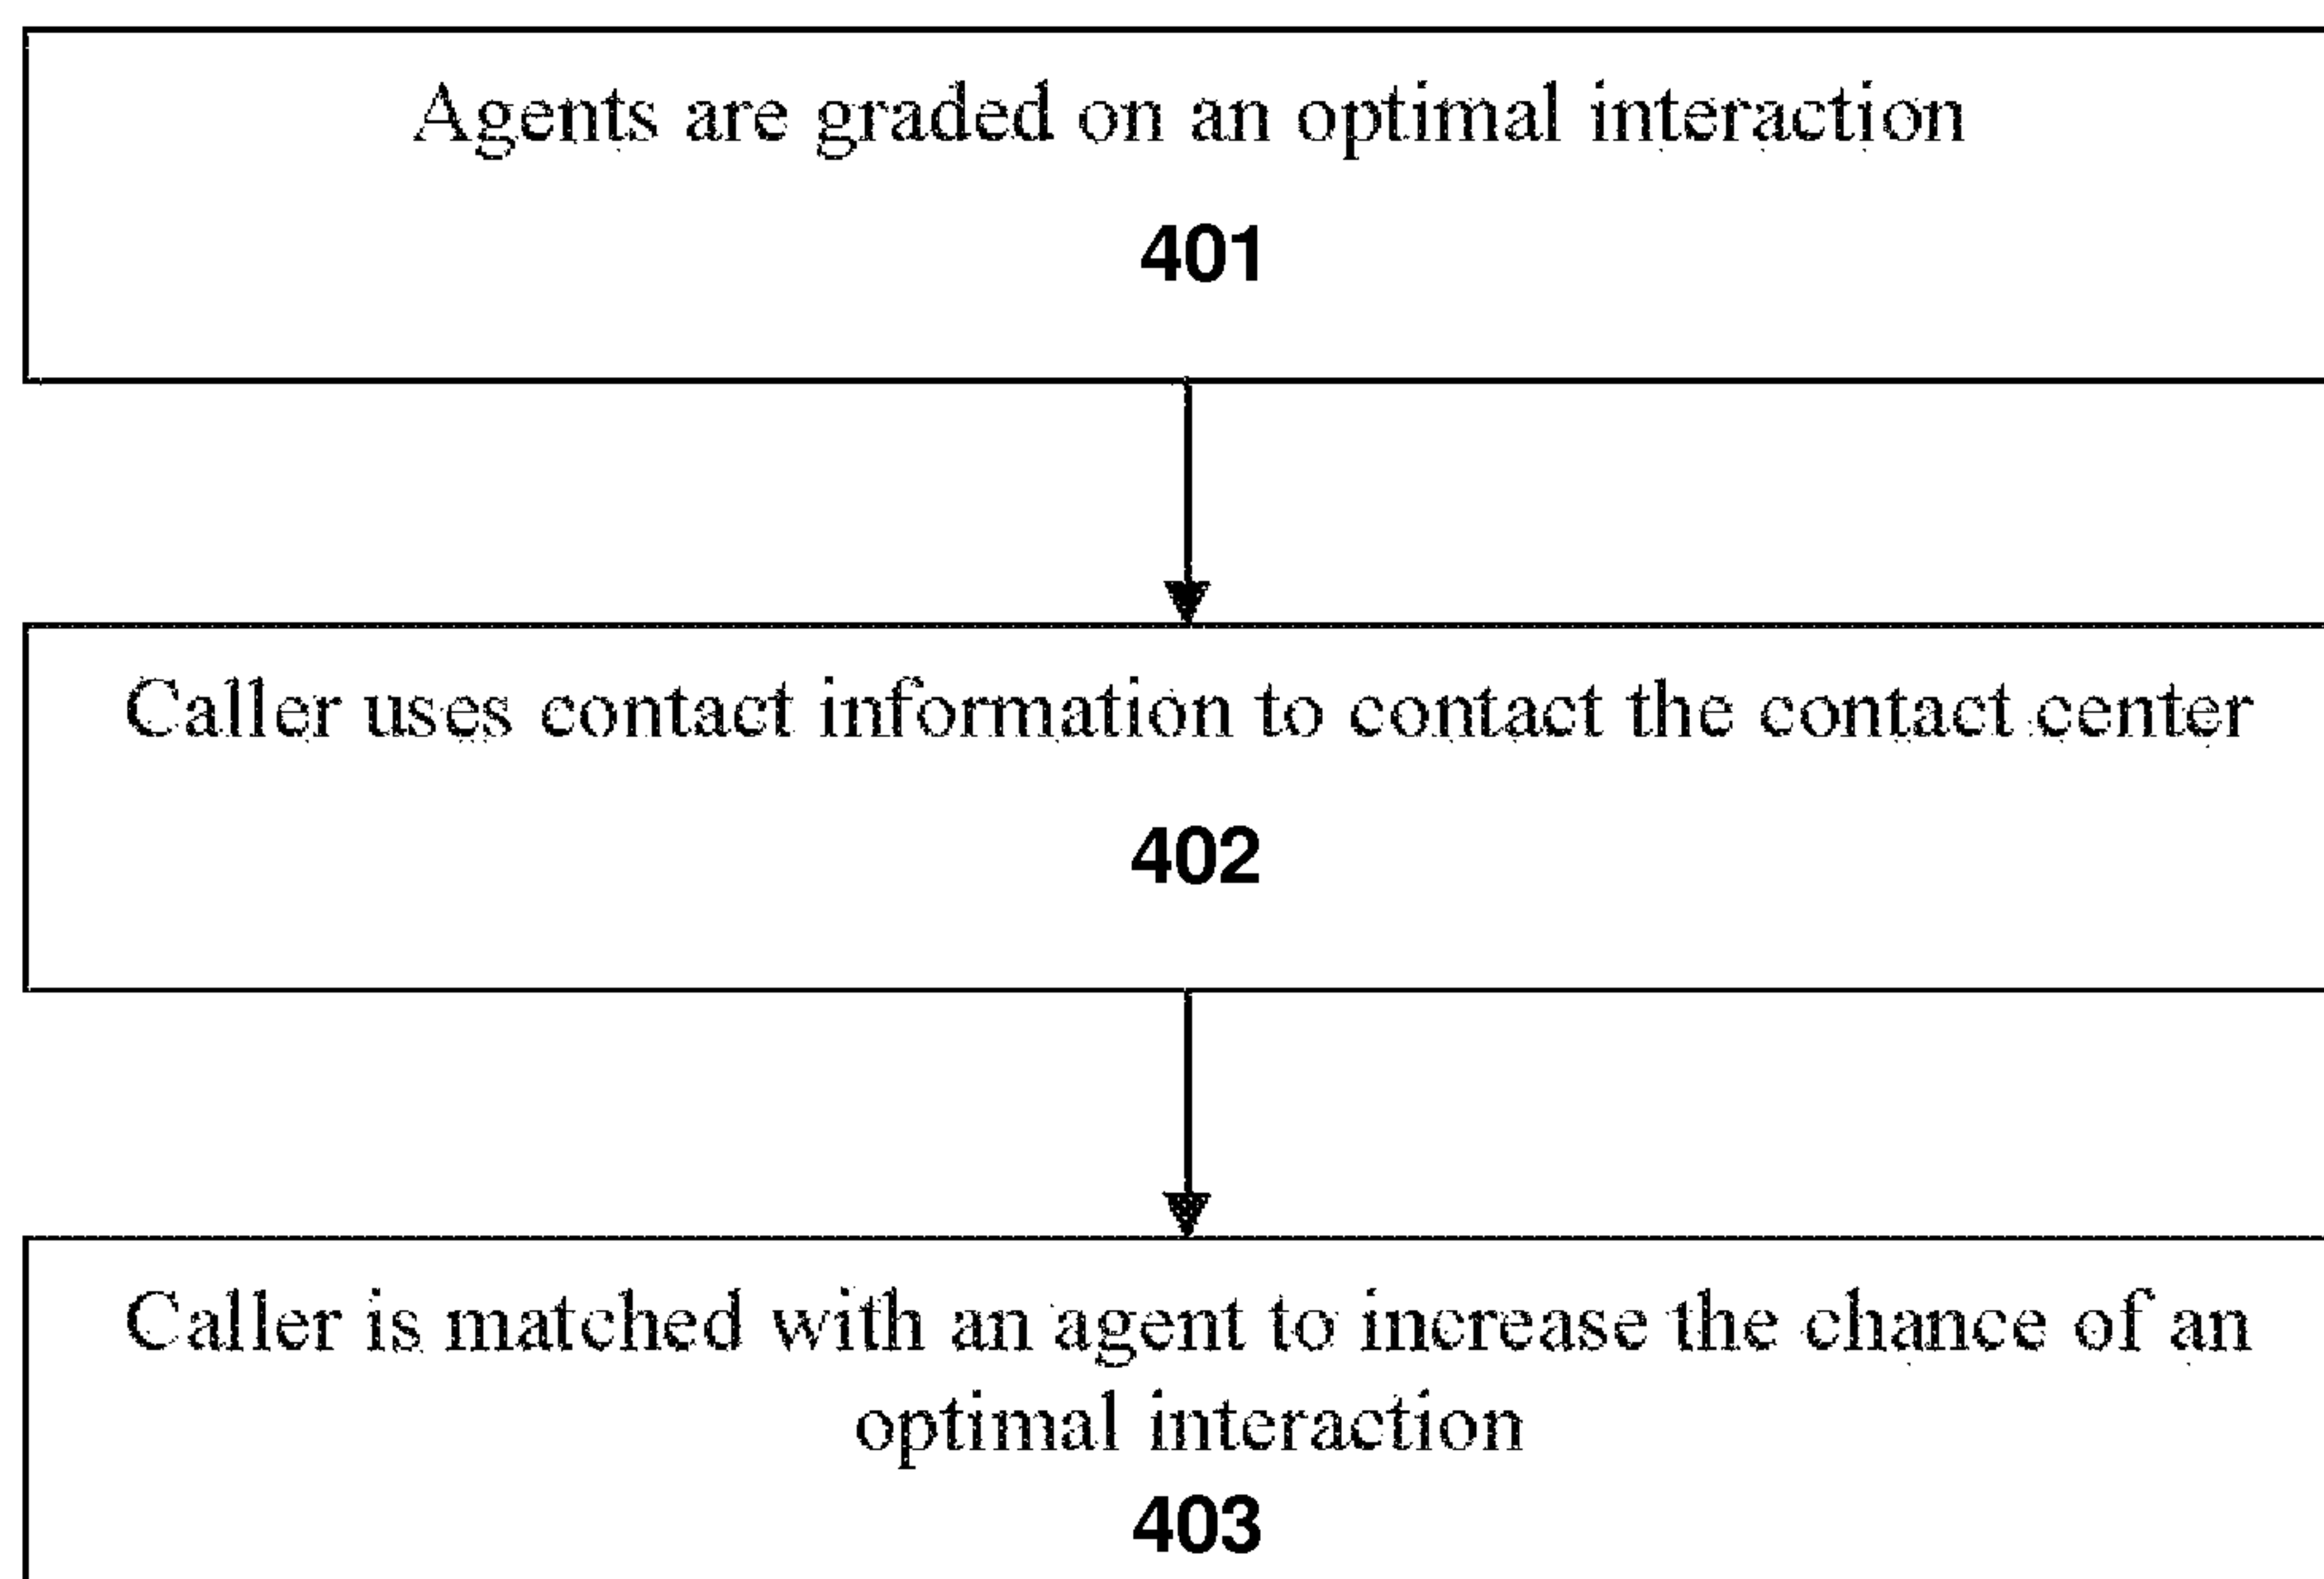 Agents are graded on an optimal interaction
401
Caller uses contact information to contact the contact center
402
Caller is matched with an agent to increase the chance of an
optimal interaction
403